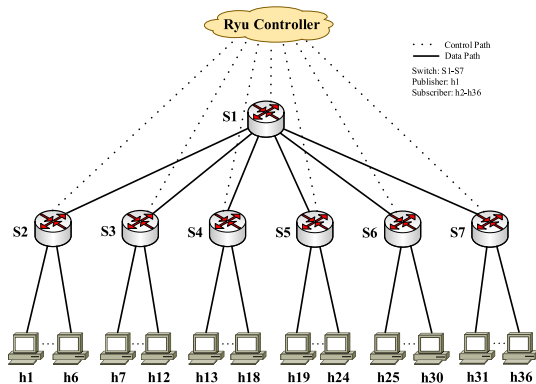 Ryu Controller
Control Path
Data Path
Switch: S1-S7
Publisher: h1
Subscriber: h2-h36
S1
S2 S3 S4 S5 S6 S7
h1 h6 h7 h12 h13 h18 h19 h24 h25 h30 h31 h36